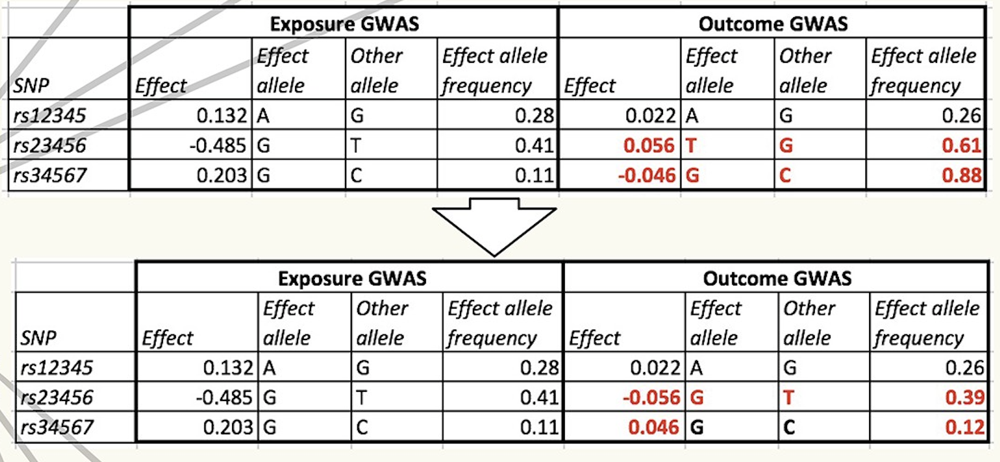 Exposure GWAS Outcome GWAS
SNP Effect Effect allele Other allele Effect allele frequency Effect Effect allele Other allele Effect allele frequency
rs12345 0.132 A G 0.28 0.022 A G 0.26
rs23456 -0.485 G T 0.41 0.056 T G 0.61
rs34567 0.203 G C 0.11 -0.046 G C 0.88
Exposure GWAS Outcome GWAS
SNP Effect Effect allele Other allele Effect allele frequency Effect Effect allele Other allele Effect allele frequency
rs12345 0.132 A G 0.28 0.022 A G 0.26
rs23456 -0.485 G T 0.41 -0.056 G T 0.39
rs34567 0.203 G C 0.11 0.046 G C 0.12